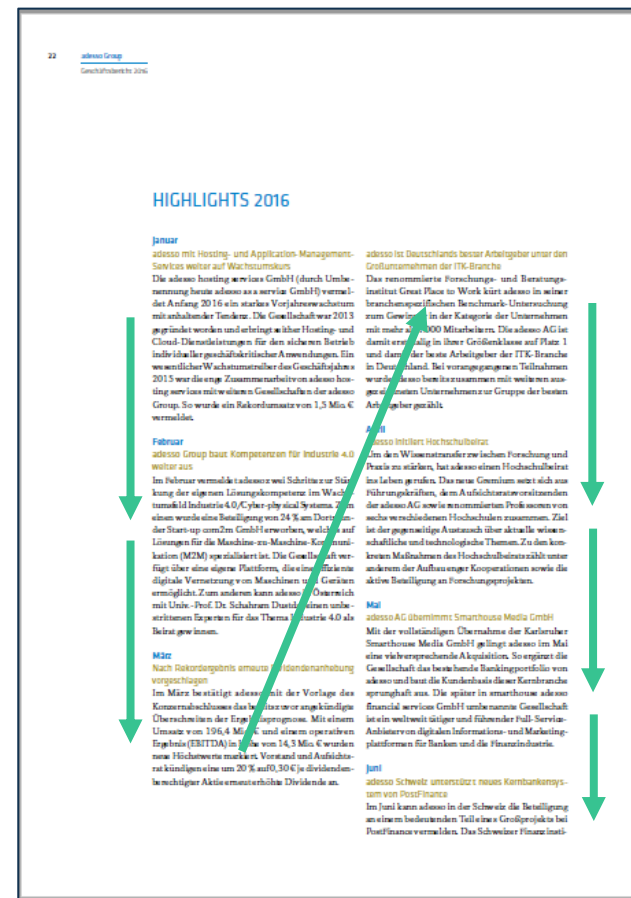 22
adesso Group
Geschäftsbericht 2016
HIGHLIGHTS 2016
Januar
adesso mit Hosting- und Application-Management-
Services weiter auf Wachstumskurs
Die adesso hosting services GmbH (durch Umbe-
nennung heute adesso as a service GmbH) vermel-
det Anfang 2016 ein starkes Vorjahreswachstum
mit anhaltender Tendenz. Die Gesellschaft war 2013
gegründet worden und erbringt seither Hosting- und
Cloud-Dienstleistungen für den sicheren Betrieb
individueller geschäftskritischer Anwendungen. Ein
wesentlicher Wachstumstreiber des Geschäftsjahres
2015 war die enge Zusammenarbeit von adesso hos-
ting services mit weiteren Gesellschaften der adesso
Group. So wurde ein Rekordumsatz von 1,5 Mio. €
vermeldet.
Februar
adesso Group baut Kompetenzen für Industrie 4.0
weiter aus
Im Februar vermeldet adesso zwei Schritte zur Stär-
kung der eigenen Lösungskompetenz im
tumsfeld Industrie 4.0/Cyber-physical Systems.
einen wurde eine Beteiligung von 24 % am
der Start-up com2m GmbH erworben, welches auf
Lösungen für die Maschine-zu-Maschine-Kommuni-
kation (M2M) spezialisiert ist. Die Gesellschaft ver-
fügt über eine eigene Plattform, die eine effiziente
digitale Vernetzung von Maschinen und Geräten
ermöglicht. Zum anderen kann adesso in Österreich
mit Univ.-Prof. Dr. Schahram Dustdar einen unbe-
strittenen Experten für das Thema Industrie 4.0 als
Beirat gewinnen.
März
Nach Rekordergebnis erneute Dividendenanhebung
vorgeschlagen
Im März bestätigt adesso mit der Vorlage des
Konzernabschlusses das bereits zuvor angekündigte
Überschreiten der Ergebnisprognose. Mit einem
Umsatz von 196,4 Mio. € und einem operativen
Ergebnis (EBITDA) in Höhe von 14,3 Mio. € wurden
neue Höchstwerte markiert. Vorstand und Aufsichts-
rat kündigen eine um 20 % auf 0,30 € je dividenden-
berechtigter Aktie erneut erhöhte Dividende an.
adesso ist Deutschlands bester Arbeitgeber unter den
Großunternehmen der ITK-Branche
Das renommierte Forschungs- und Beratungs-
institut Great Place to Work kürt adesso in seiner
branchenspezifischen Benchmark-Untersuchung
zum Gewinner in der Kategorie der Unternehmen
mit mehr als 000 Mitarbeitern. Die adesso AG ist
damit erstmalig in ihrer Größenklasse auf Platz 1
und damit der beste Arbeitgeber der ITK-Branche
in Deutschland. Bei vorangegangenen Teilnahmen
wurde adesso bereits zusammen mit weiteren aus-
gezeichneten Unternehmen zur Gruppe der besten
Arbeitgeber gezählt.
April
adesso initiiert Hochschulbeirat
Um den Wissenstransfer zwischen Forschung und
Praxis zu stärken, hat adesso einen Hochschulbeirat
ins Leben gerufen. Das neue Gremium setzt sich aus
Führungskräften, dem Aufsichtsratsvorsitzenden
der adesso AG sowie renommierten Professoren von
sechs verschiedenen Hochschulen zusammen. Ziel
ist der gegenseitige Austausch über aktuelle wissen-
schaftliche und technologische Themen. Zu den kon-
kreten Maßnahmen des Hochschulbeirats zählt unter
anderem der Aufbau enger Kooperationen sowie die
aktive Beteiligung an Forschungsprojekten.
Mai
adesso AG übernimmt Smarthouse Media GmbH
Mit der vollständigen Übernahme der Karlsruher
Smarthouse Media GmbH gelingt adesso im Mai
eine vielversprechende Akquisition. So ergänzt die
Gesellschaft das bestehende Bankingportfolio von
adesso und baut die Kundenbasis dieser Kernbranche
sprunghaft aus. Die später in smarthouse adesso
financial services GmbH umbenannte Gesellschaft
ist ein weltweit tätiger und führender Full-Service-
Anbieter von digitalen Informations- und Marketing-
plattformen für Banken und die Finanzindustrie.
Juni
adesso Schweiz unterstützt neues Kernbankensys-
tem von PostFinance
Im Juni kann adesso in der Schweiz die Beteiligung
an einem bedeutenden Teil eines Großprojekts bei
PostFinance vermelden. Das Schweizer Finanzinsti-